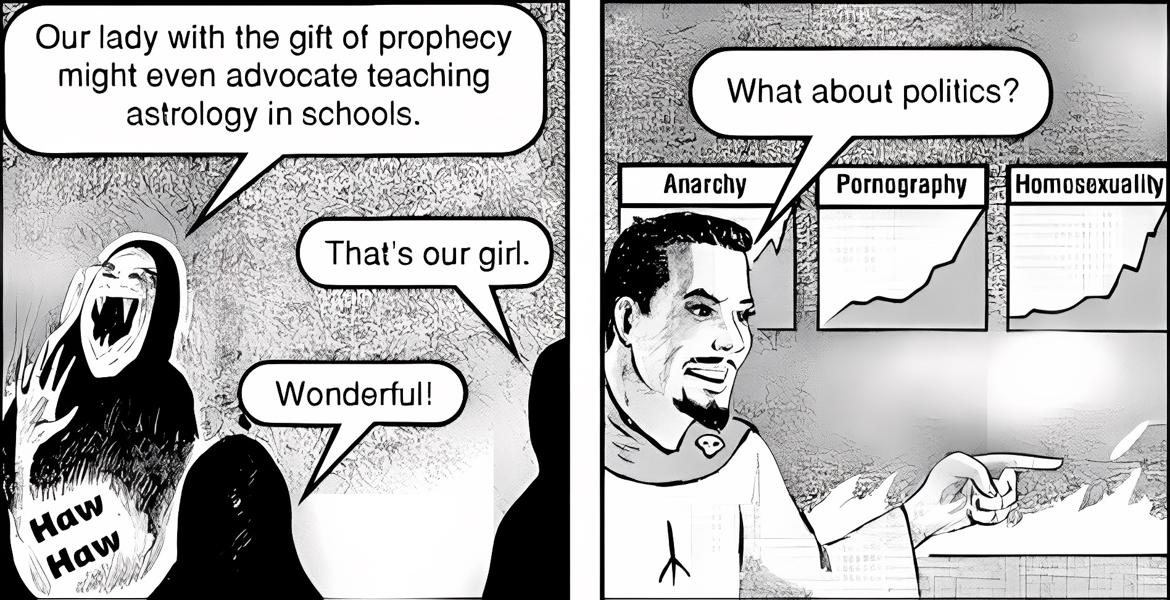 Our lady with the gift of prophecy
might even advocate teaching
astrology in schools.
That's our girl.
Wonderful!
Haw
Haw
What about politics?
Anarchy
Pornography
Homosexuality